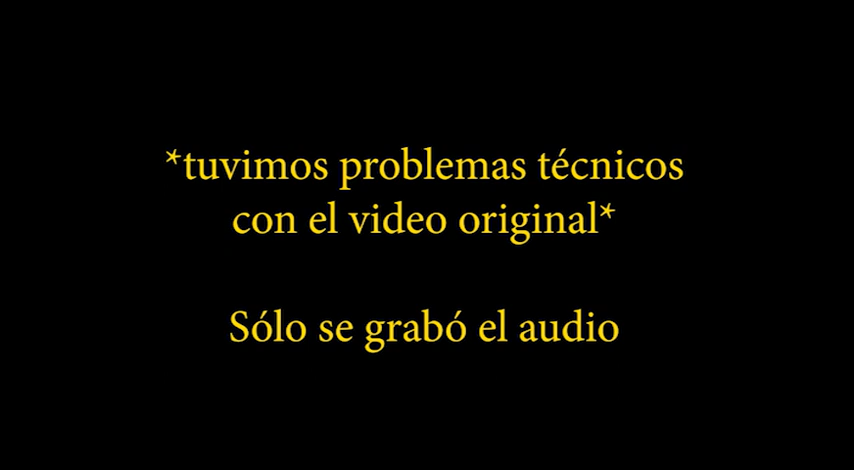 *tuvimos problemas técnicos
con el video original*
Sólo se grabó el audio